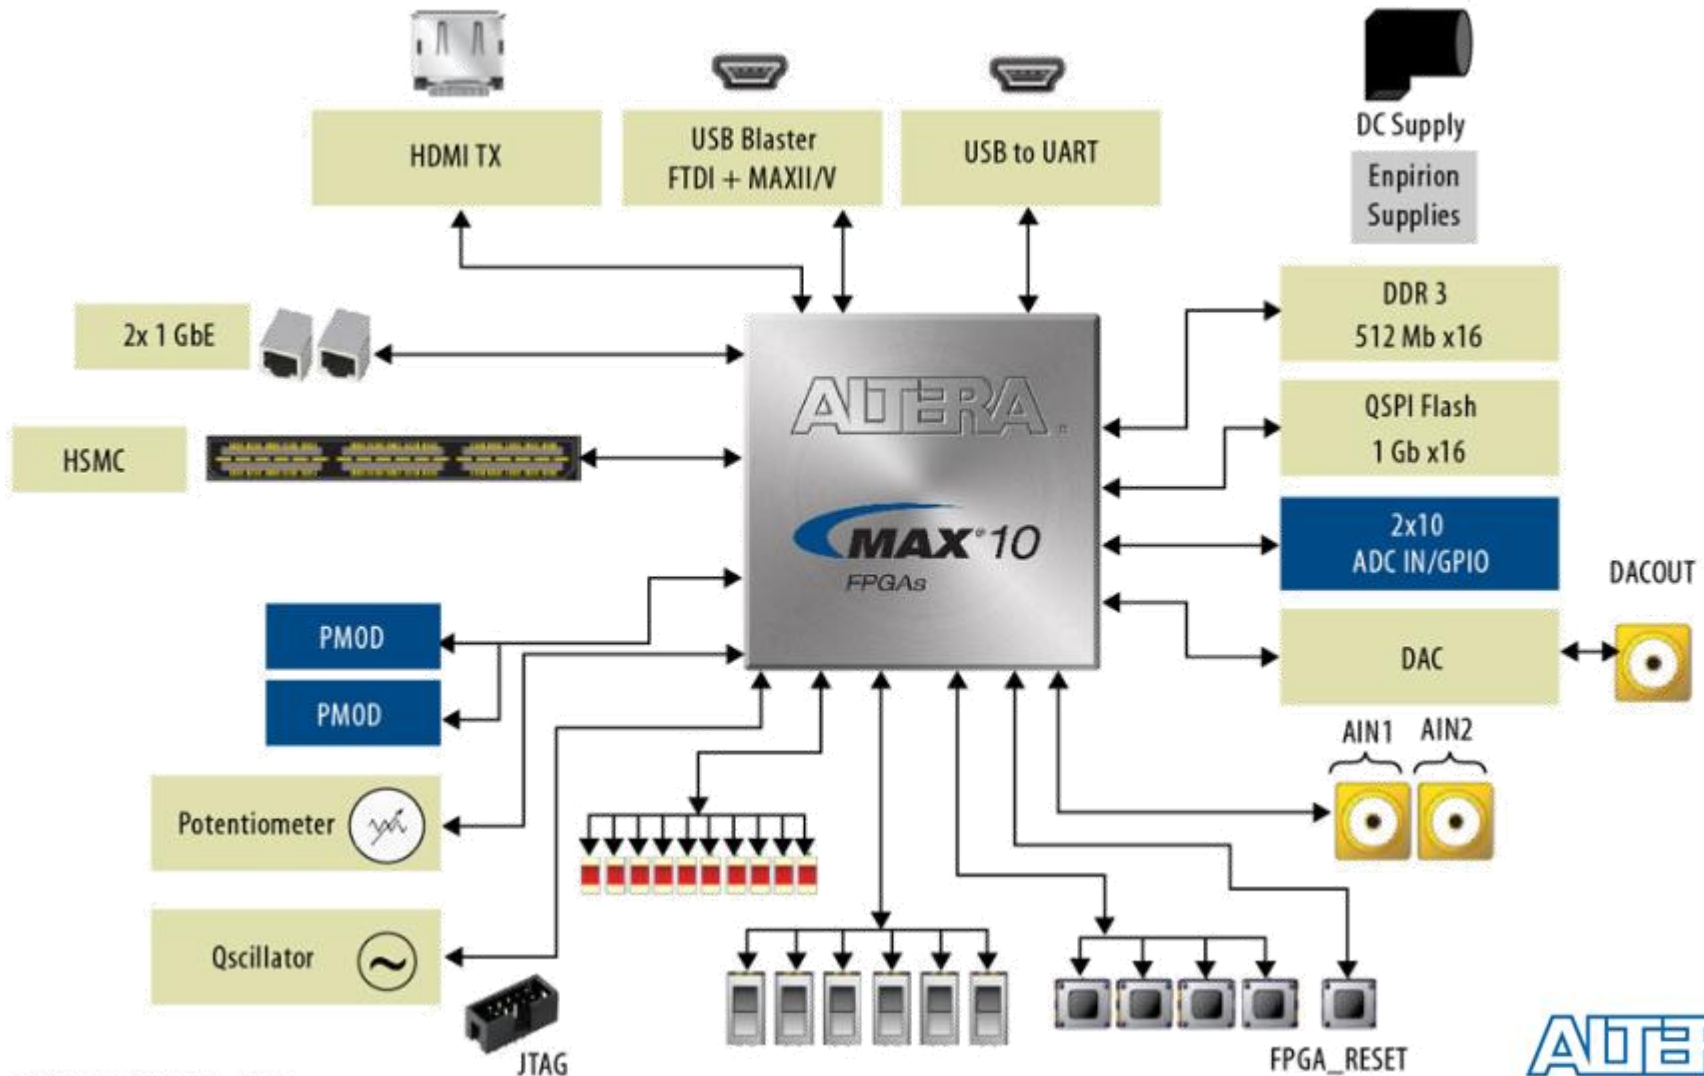 HDMI TX
USB Blaster
FTDI + MAXII/V
USB to UART
DC Supply
Enpirion
Supplies
2x 1 GbE
DDR 3
512 Mb x16
HSMC
ALTERA®
MAX® 10
FPGAs
QSPI Flash
1 Gb x16
2x10
ADC IN/GPIO
DACOUT
DAC
PMOD
PMOD
AIN1
AIN2
Potentiometer
Qscillator
JTAG
FPGA_RESET